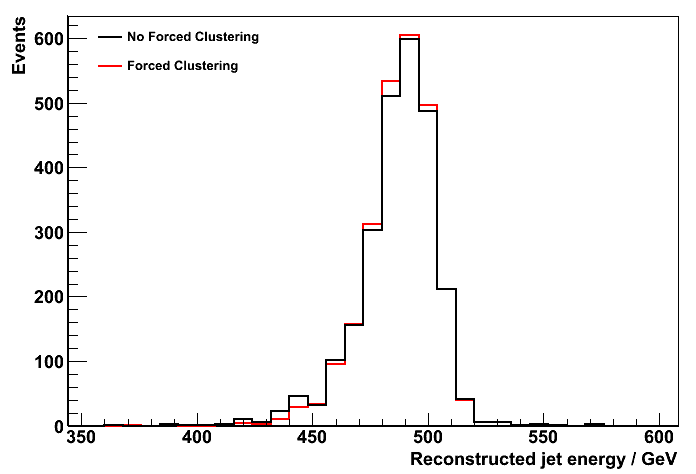 Events
600
500
400
300
200
100
0
No Forced Clustering
Forced Clustering
350 400 450 500 550 600
Reconstructed jet energy / GeV